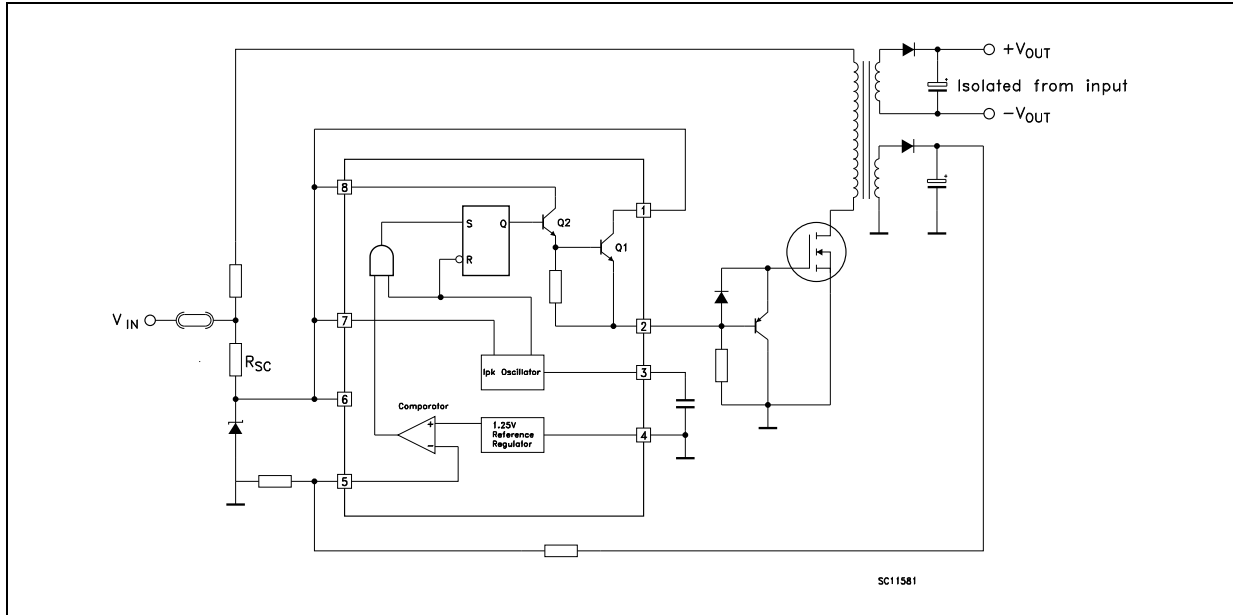 +VOUT
Isolated from input
-VOUT
8
1
S
Q
Q2
Q1
R
VIN
7
2
RSC
Ipk Oscillator
3
6
Comparator
+
-
1.25V
Reference
Regulator
4
5
SC11581